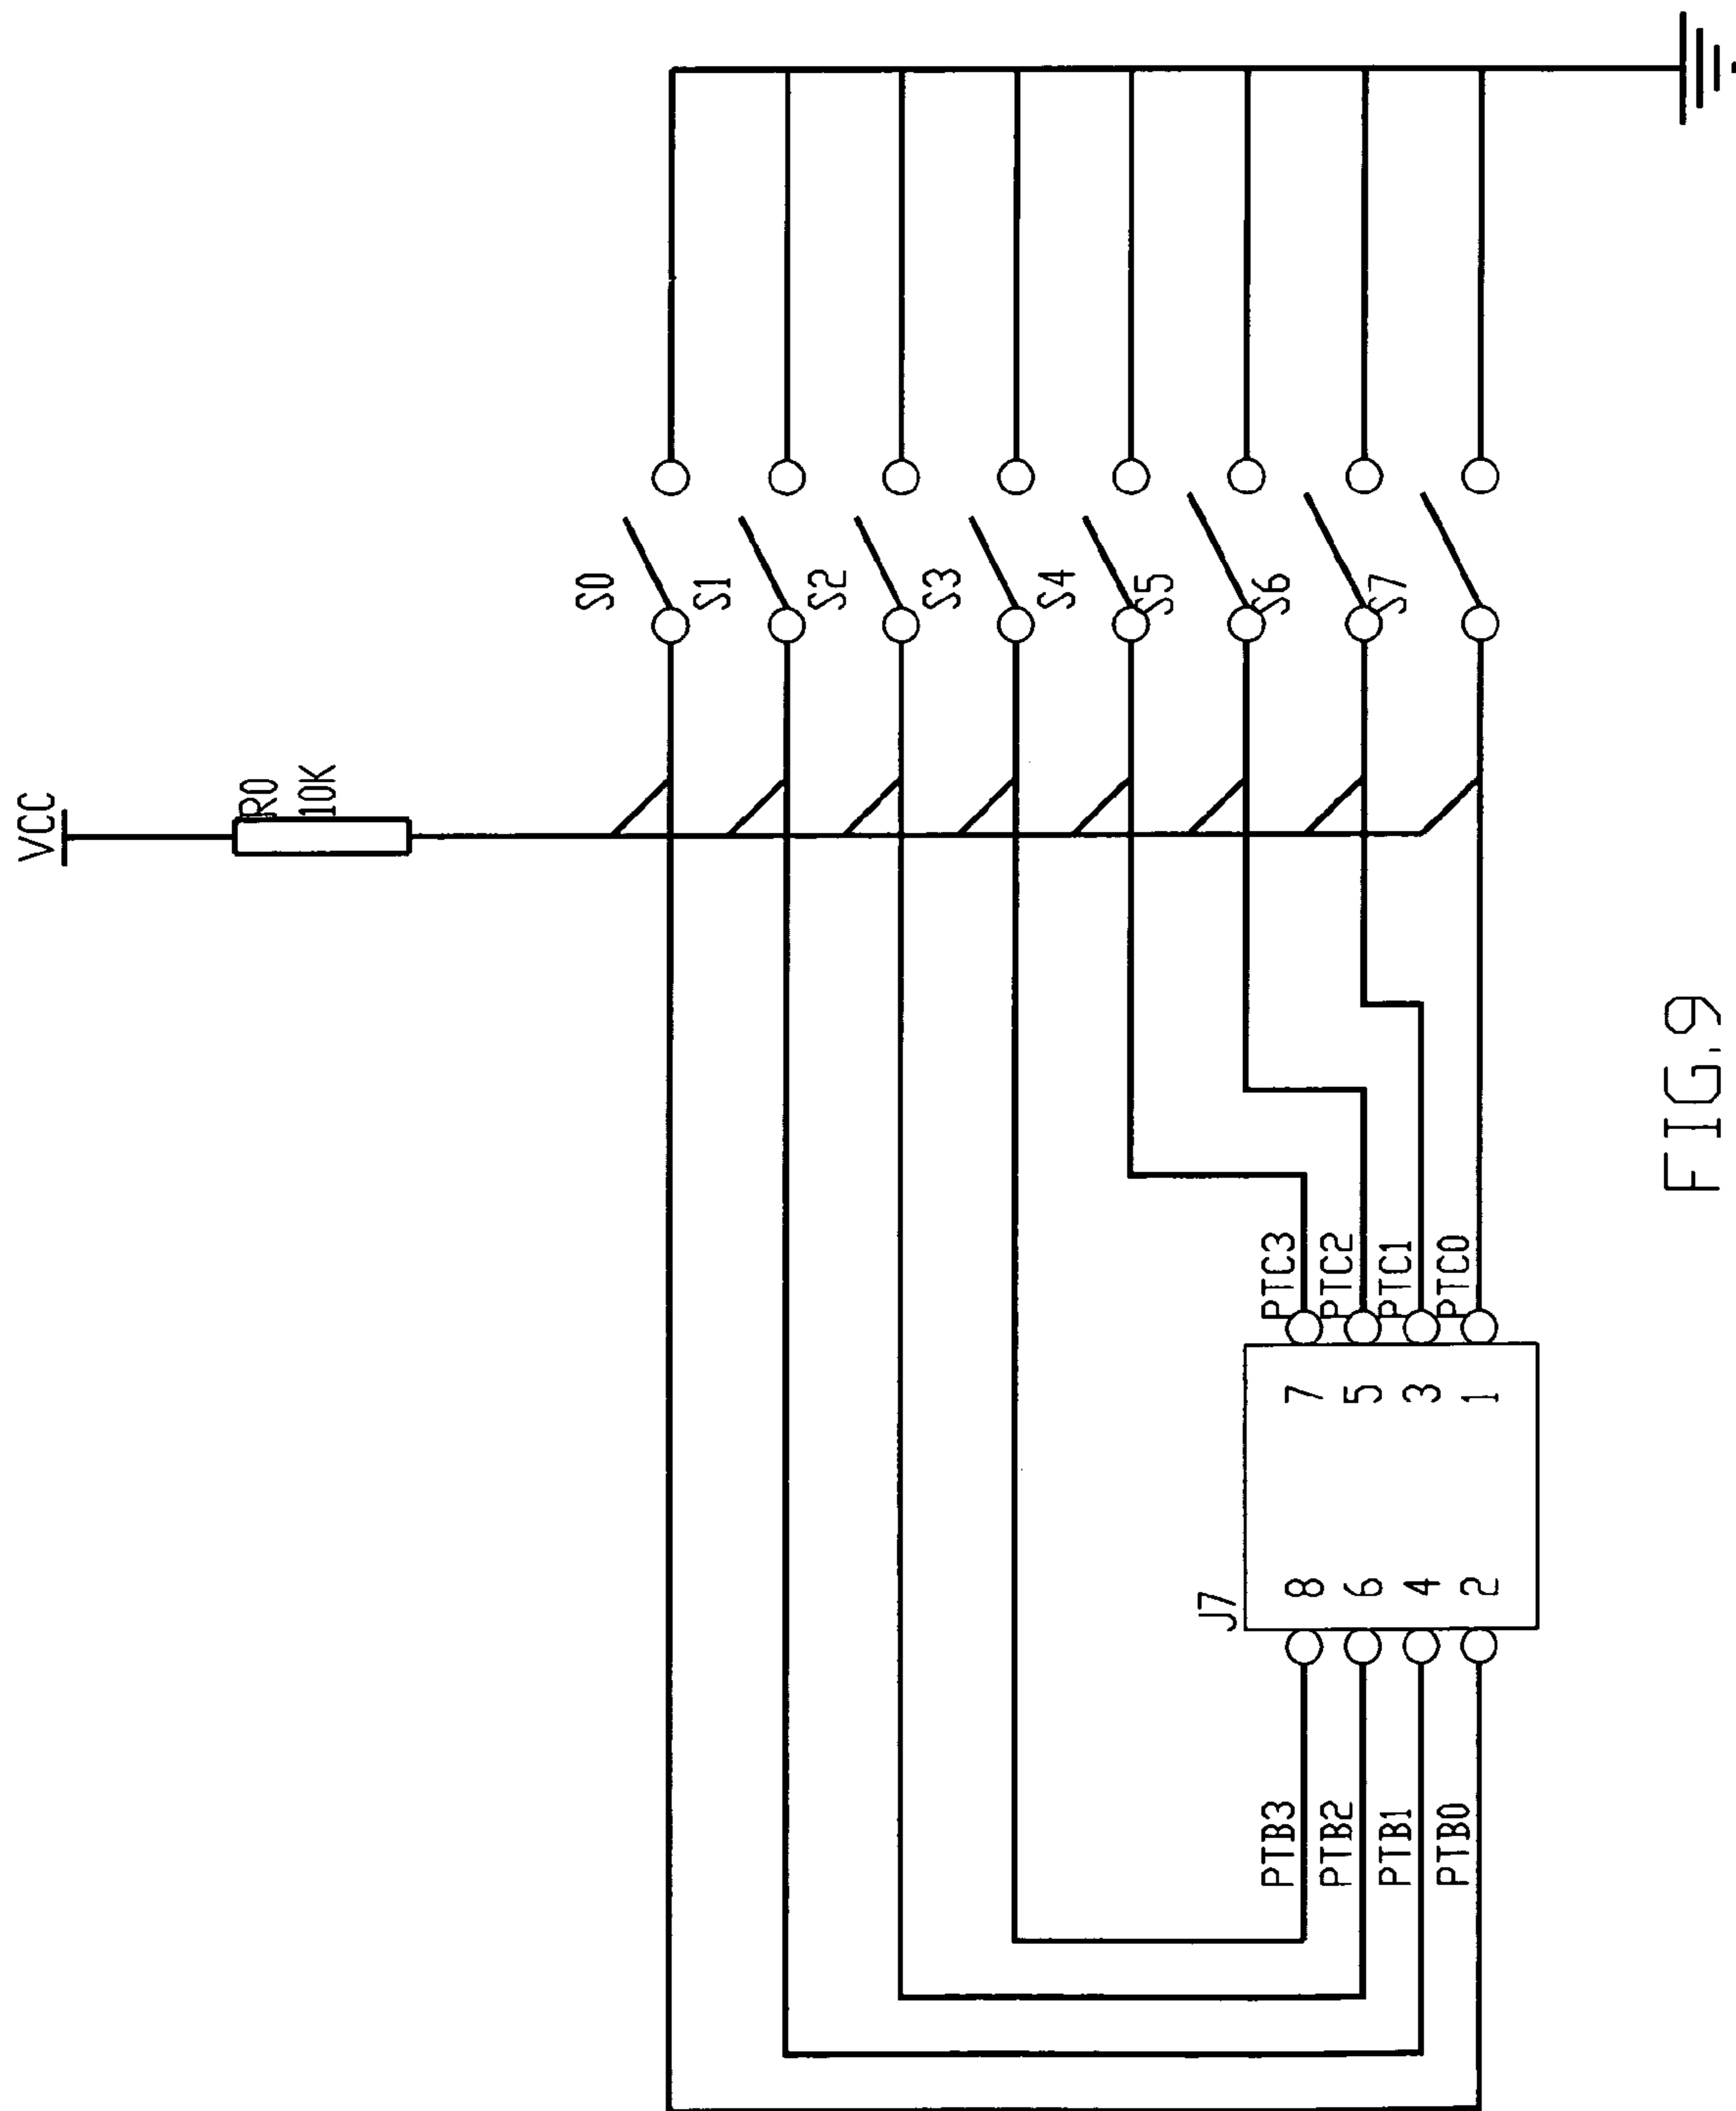 VCC
R0
10K
S0
S1
S2
S3
S4
S5
S6
S7
PTC3
PTC2
PTC1
PTC0
J7
7
5
3
1
8
6
4
2
PTB3
PTB2
PTB1
PTB0
FIG.9